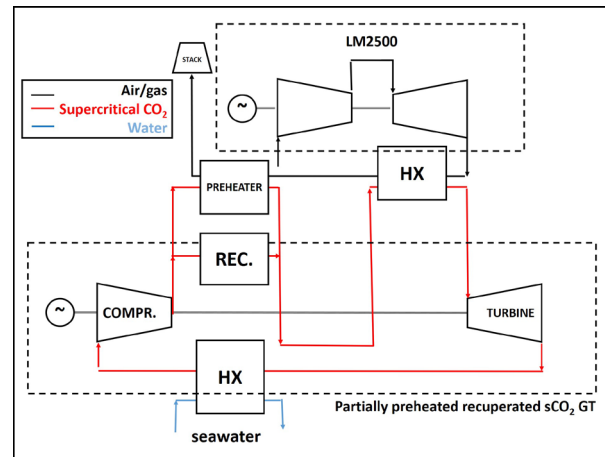 LM2500
STACK
Air/gas
Supercritical CO₂
Water
~
HX
PREHEATER
REC.
~
COMPR.
TURBINE
HX
Partially preheated recuperated sCO₂ GT
seawater